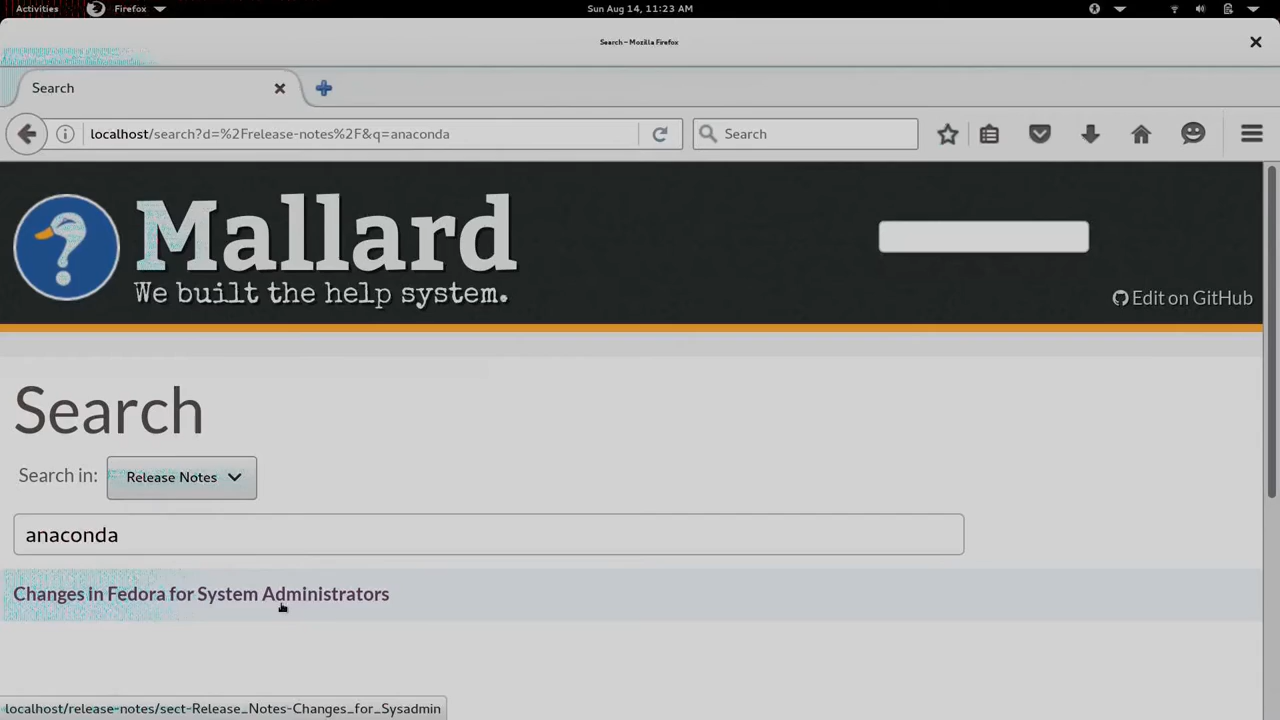 Activities Firefox Sun Aug 14, 11:23 AM
Search – Mozilla Firefox
Search
localhost/search?d=%2Frelease-notes%2F&q=anaconda Search
Mallard
We built the help system.
Edit on GitHub
Search
Search in: Release Notes
anaconda
Changes in Fedora for System Administrators
localhost/release-notes/sect-Release_Notes-Changes_for_Sysadmin